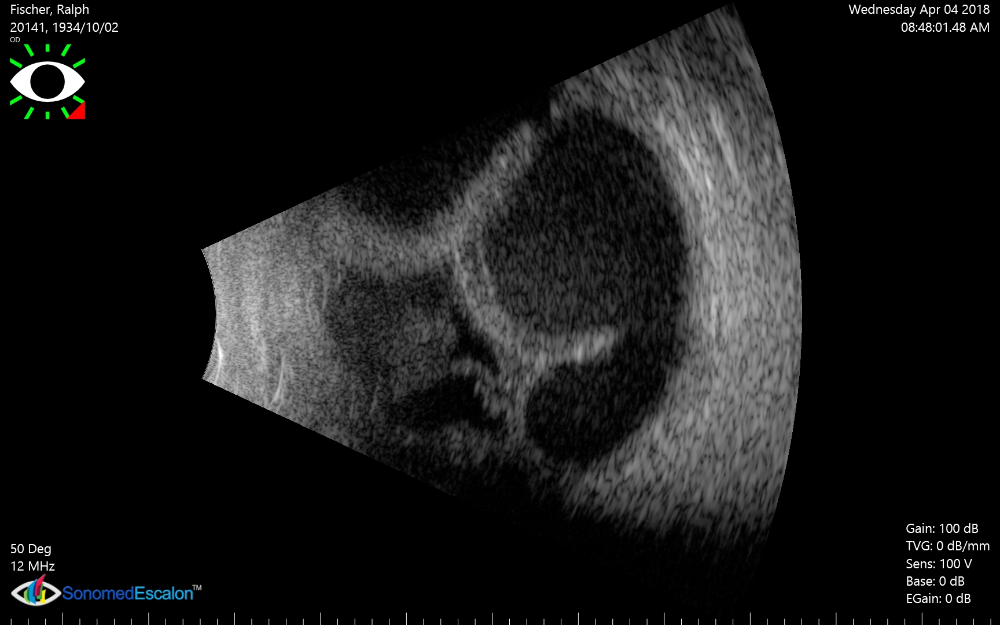 Fischer, Ralph
20141, 1934/10/02
OD
Wednesday Apr 04 2018
08:48:01.48 AM
50 Deg
12 MHz
SonomedEscalon™
Gain: 100 dB
TVG: 0 dB/mm
Sens: 100 V
Base: 0 dB
EGain: 0 dB